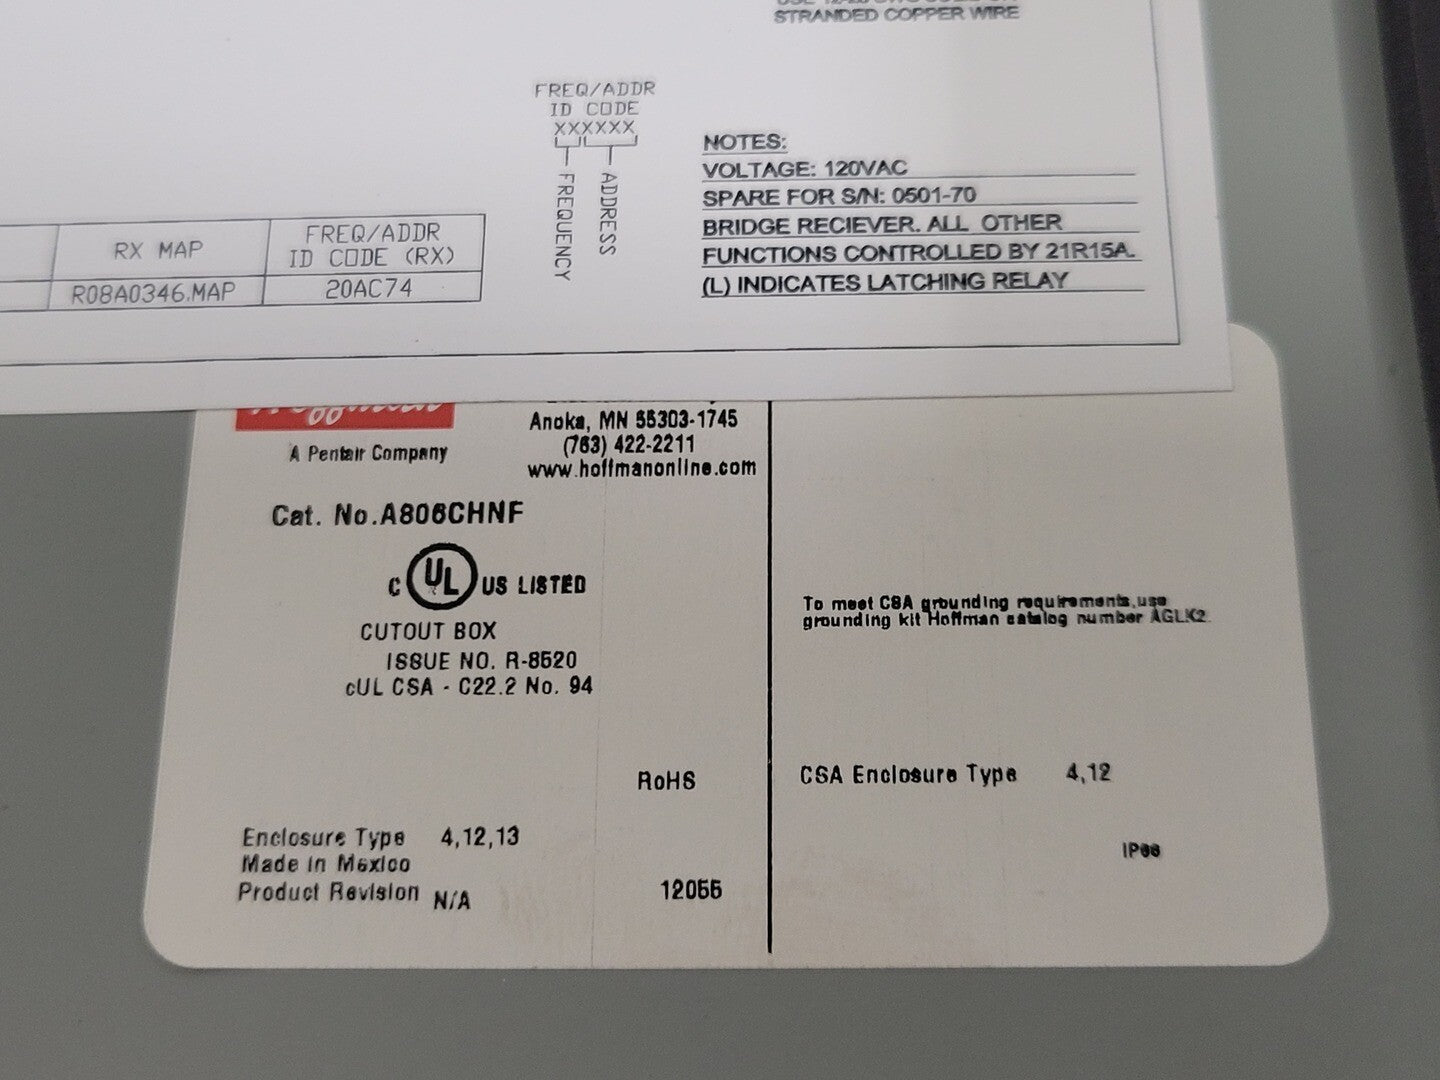 STRANDED COPPER WIRE
FREQ/ADDR
ID CODE
XXXXXX
FREQUENCY
ADDRESS
NOTES:
VOLTAGE: 120VAC
SPARE FOR S/N: 0501-70
BRIDGE RECIEVER. ALL OTHER
FUNCTIONS CONTROLLED BY 21R15A.
(L) INDICATES LATCHING RELAY
RX MAP
FREQ/ADDR
ID CODE (RX)
R08A0346.MAP
20AC74
A Pentair Company
Anoka, MN 55303-1745
(763) 422-2211
www.hoffmanonline.com
Cat. No.A806CHNF
C UL US LISTED
CUTOUT BOX
ISSUE NO. R-8520
cUL CSA - C22.2 No. 94
RoHS
Enclosure Type 4,12,13
Made in Mexico
Product Revision N/A
12055
To meet CSA grounding requirements,use
grounding kit Hoffman catalog number AGLK2
CSA Enclosure Type 4,12
IP66